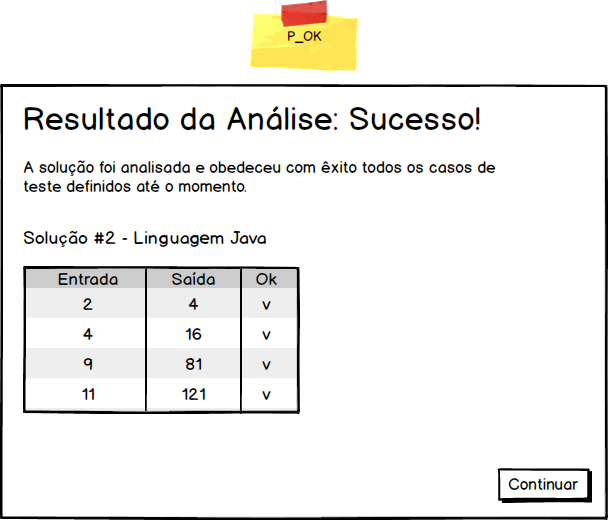 P_OK
Resultado da Análise: Sucesso!
A solução foi analisada e obedeceu com êxito todos os casos de
teste definidos até o momento.
Solução #2 - Linguagem Java
Entrada Saída Ok
2 4 v
4 16 v
9 81 v
11 121 v
Continuar